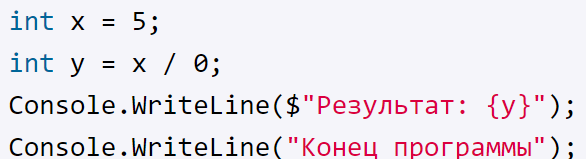 int x = 5;
int y = x / 0;
Console.WriteLine($"Результат: {y}");
Console.WriteLine("Конец программы");